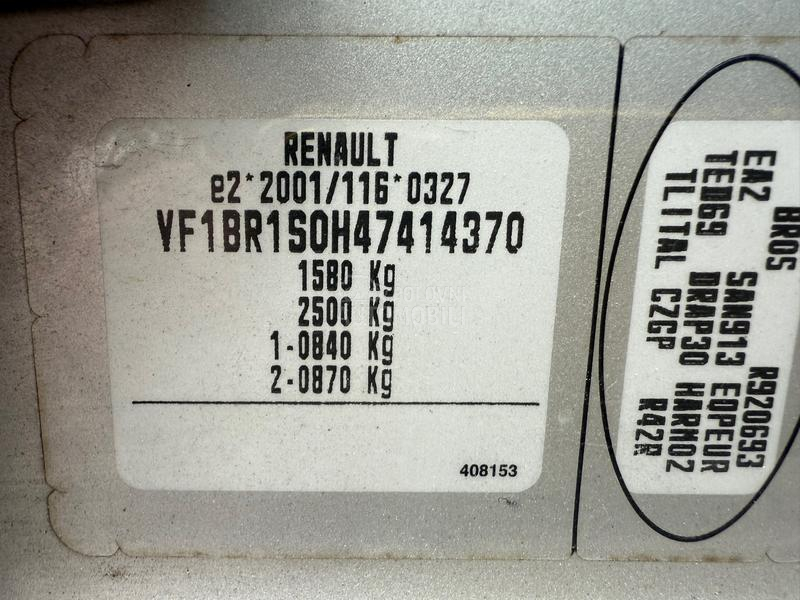 RENAULT
e2*2001/116*0327
VF1BR1S0H47414370
1580 Kg
2500 Kg
1-0840 Kg
2-0870 Kg
408153
BR0S R920693
EA2 SAN913 EQPEUR
TED69 DRAP30 HARM02
TLITAL CZGP R42R